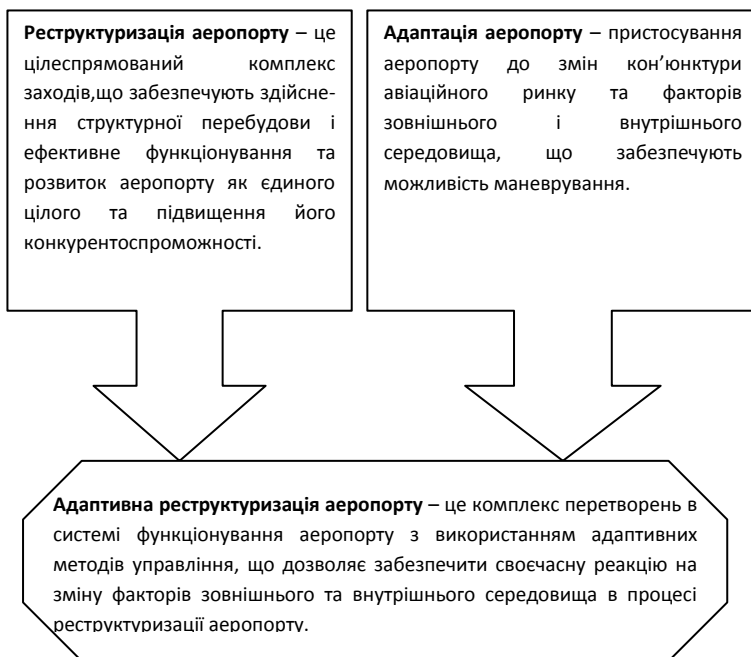 Реструктуризація аеропорту – це
цілеспрямований комплекс
заходів,що забезпечують здійсне-
ння структурної перебудови і
ефективне функціонування та
розвиток аеропорту як єдиного
цілого та підвищення його
конкурентоспроможності.
Адаптація аеропорту – пристосування
аеропорту до змін кон’юнктури
авіаційного ринку та факторів
зовнішнього і внутрішнього
середовища, що забезпечують
можливість маневрування.
Адаптивна реструктуризація аеропорту – це комплекс перетворень в
системі функціонування аеропорту з використанням адаптивних
методів управління, що дозволяє забезпечити своєчасну реакцію на
зміну факторів зовнішнього та внутрішнього середовища в процесі
реструктуризації аеропорту.